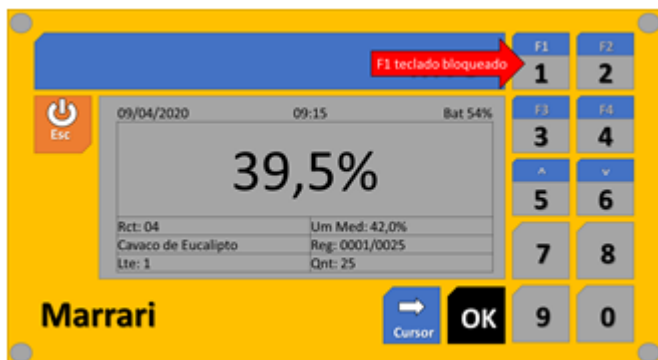 F1 F2
F1 teclado bloqueado
1 2
Esc
09/04/2020 09:15 Bat 54%
F3 F4
3 4
39,5%
^ v
5 6
Rct: 04 Um Med: 42,0%
Cavaco de Eucalipto Reg: 0001/0025
Lte: 1 Qnt: 25
7 8
Marrari
Cursor
OK
9 0